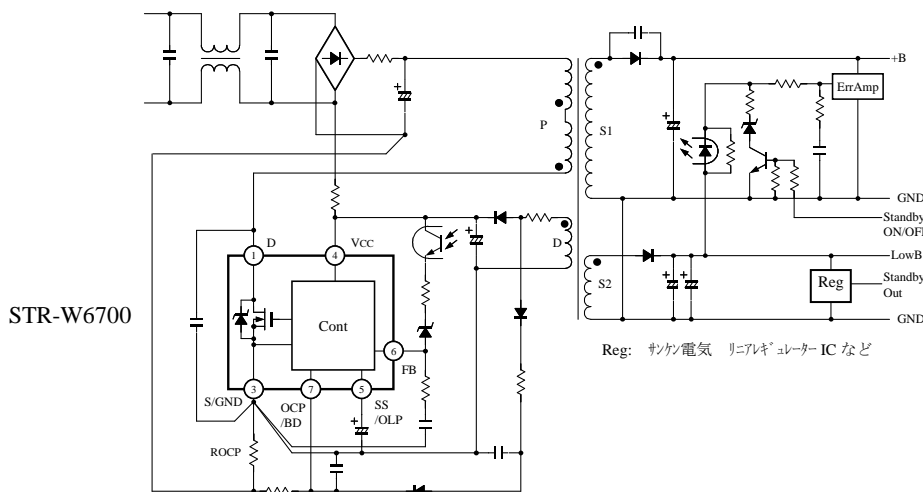 +B
ErrAmp
P
S1
GND
Standby
ON/OFF
D
D
VCC
1
4
S2
LowB
Reg
Standby
Out
GND
STR-W6700
Cont
6
FB
Reg: サンケン電気 リニアレギュレーター IC など
3
7
5
S/GND
OCP
/BD
SS
/OLP
ROCP